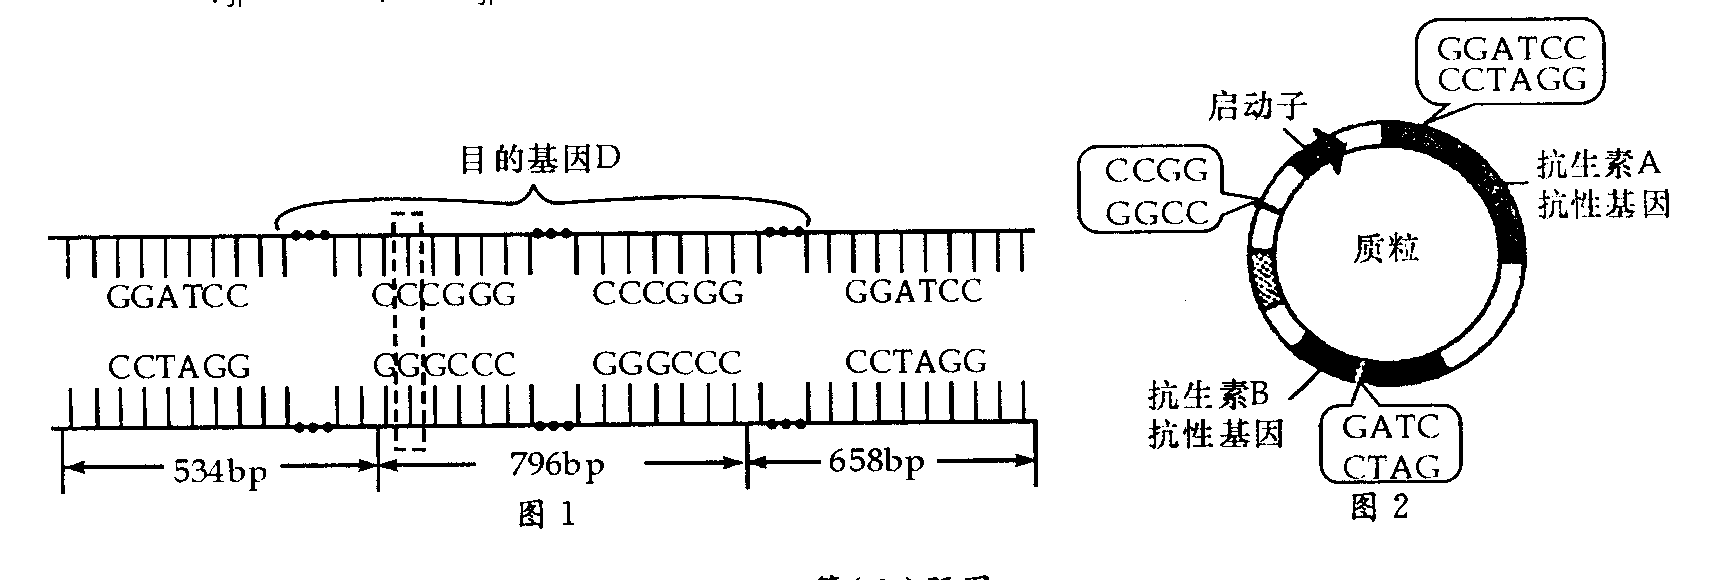 目的基因D
GGATCC CCCGGG CCCGGG GGATCC
CCTAGG GGGCCC GGGCCC CCTAGG
534bp 796bp 658bp
图 1
GGATCC
CCTAGG
启动子
CCGG
GGCC
抗生素A
抗性基因
质粒
抗生素B
抗性基因
GATC
CTAG
图 2